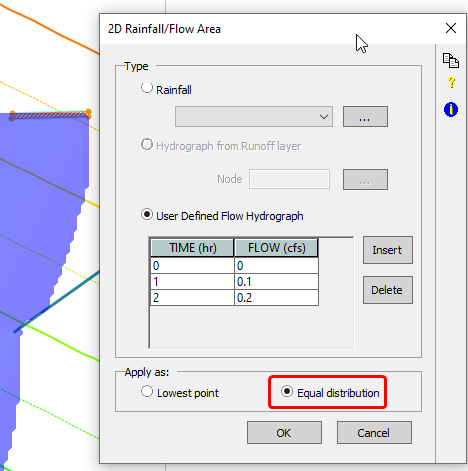 2D Rainfall/Flow Area
Type
Rainfall
...
Hydrograph from Runoff layer
Node
...
User Defined Flow Hydrograph
TIME (hr) FLOW (cfs)
0 0
1 0.1
2 0.2
Insert
Delete
Apply as:
Lowest point Equal distribution
OK Cancel